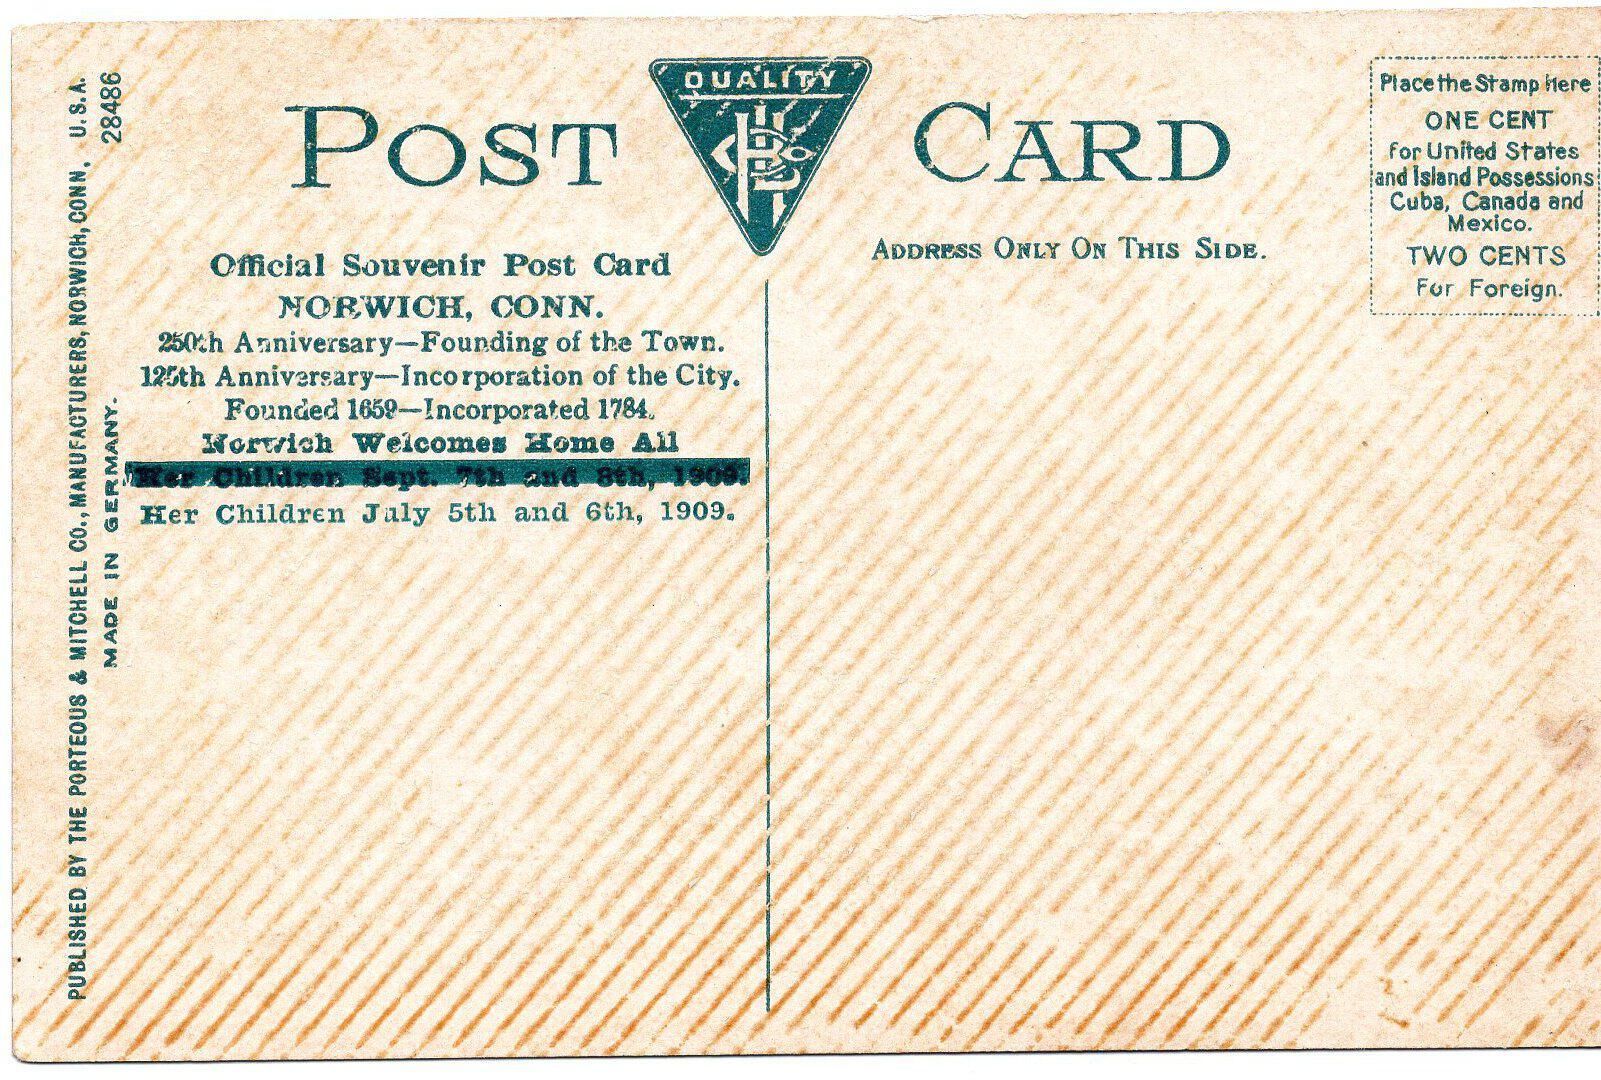 PUBLISHED BY THE PORTEOUS & MITCHELL CO., MANUFACTURERS, NORWICH, CONN. U.S.A.
MADE IN GERMANY.
28486
POST CARD
QUALITY
Official Souvenir Post Card
NORWICH, CONN.
250th Anniversary—Founding of the Town.
125th Anniversary—Incorporation of the City.
Founded 1659—Incorporated 1784.
Norwich Welcomes Home All
Her Children Sept. 7th and 8th, 1909.
Her Children July 5th and 6th, 1909.
ADDRESS ONLY ON THIS SIDE.
Place the Stamp Here
ONE CENT
For United States
and Island Possessions
Cuba, Canada and
Mexico.
TWO CENTS
For Foreign.